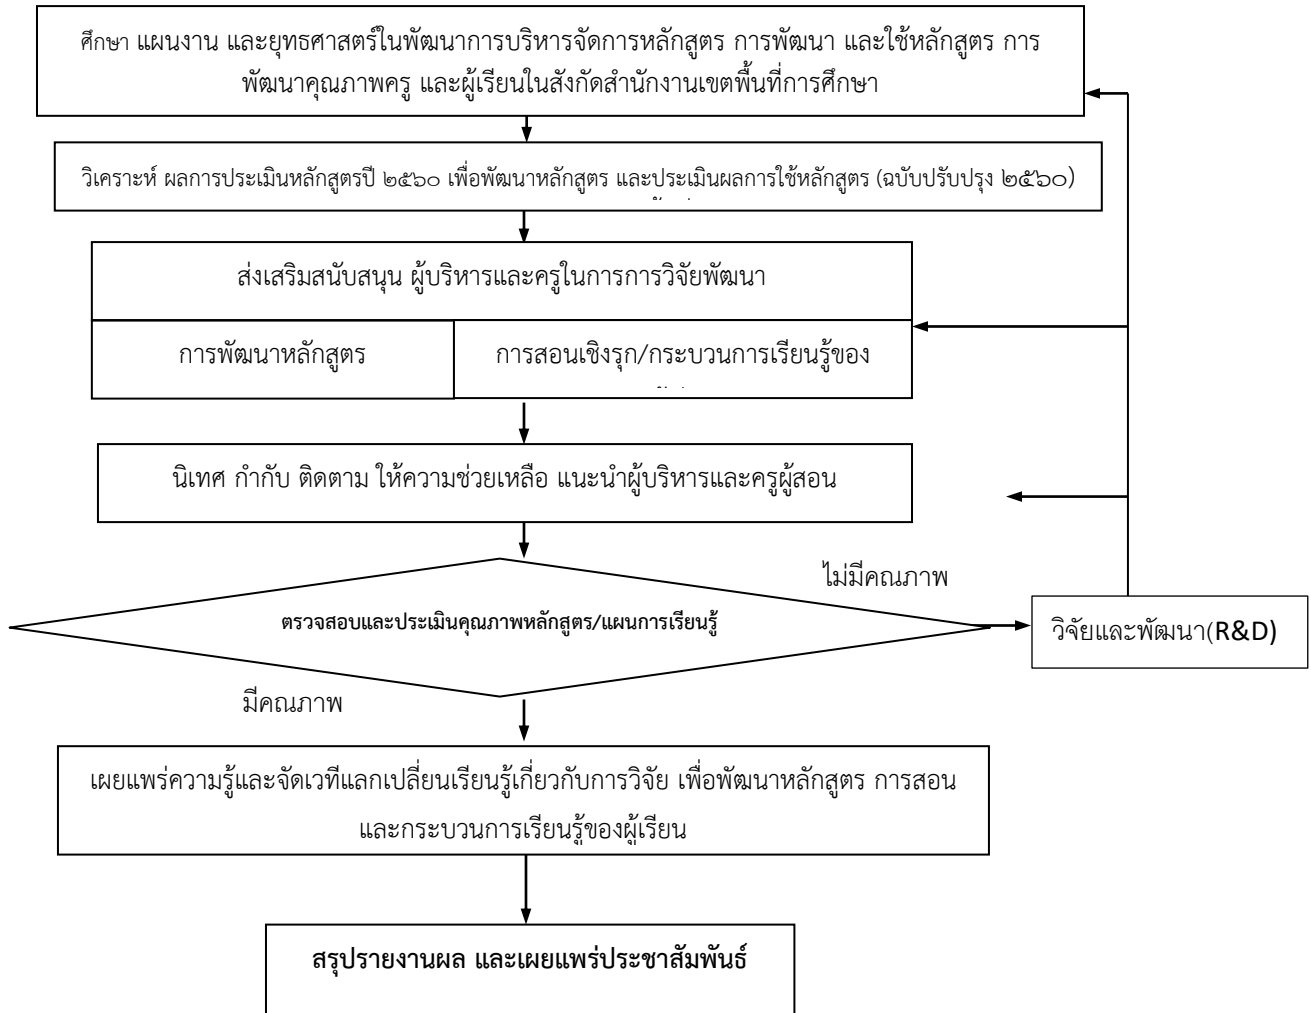 ศึกษา แผนงาน และยุทธศาสตร์ในพัฒนาการบริหารจัดการหลักสูตร การพัฒนา และใช้หลักสูตร การ
พัฒนาคุณภาพครู และผู้เรียนในสังกัดสำนักงานเขตพื้นที่การศึกษา
วิเคราะห์ ผลการประเมินหลักสูตรปี ๒๕๖๐ เพื่อพัฒนาหลักสูตร และประเมินผลการใช้หลักสูตร (ฉบับปรับปรุง ๒๕๖๐)
ส่งเสริมสนับสนุน ผู้บริหารและครูในการการวิจัยพัฒนา
การพัฒนาหลักสูตร
การสอนเชิงรุก/กระบวนการเรียนรู้ของ
นิเทศ กำกับ ติดตาม ให้ความช่วยเหลือ แนะนำผู้บริหารและครูผู้สอน
ไม่มีคณภาพ
ตรวจสอบและประเมินคุณภาพหลักสูตร/แผนการเรียนรู้
วิจัยและพัฒนา(R&D)
มีคณภาพ
เผยแพร่ความรู้และจัดเวทีแลกเปลี่ยนเรียนรู้เกี่ยวกับการวิจัย เพื่อพัฒนาหลักสูตร การสอน
และกระบวนการเรียนรู้ของผู้เรียน
สรุปรายงานผล และเผยแพร่ประชาสัมพันธ์